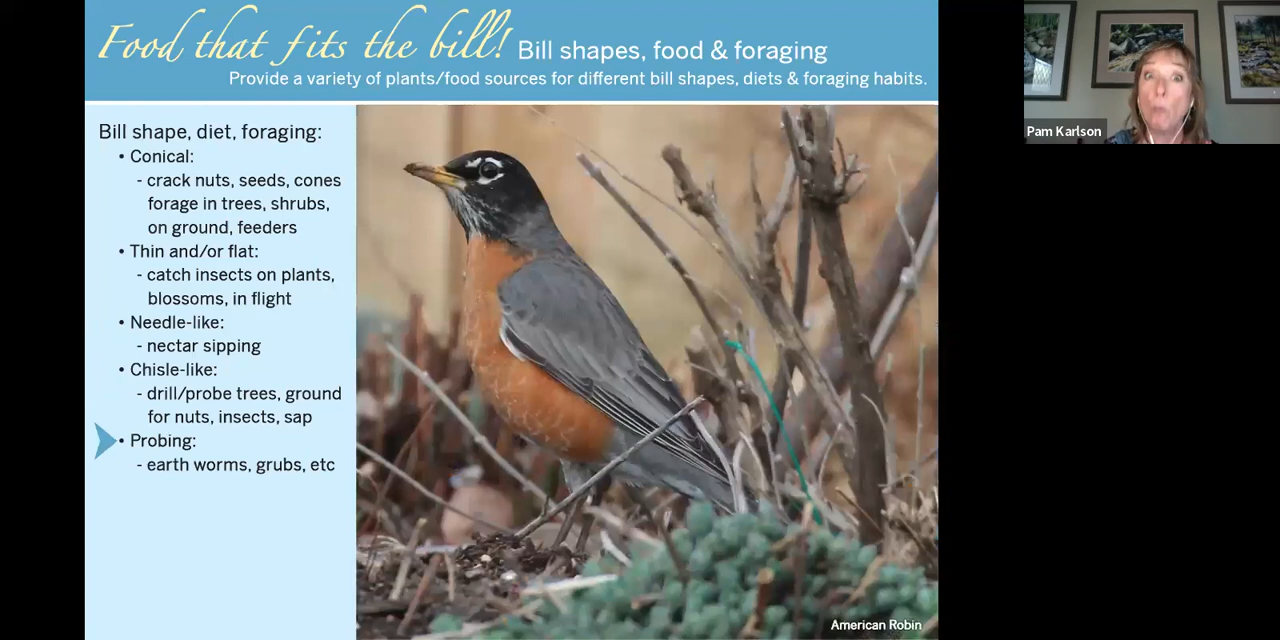 Food that fits the bill! Bill shapes, food & foraging
Provide a variety of plants/food sources for different bill shapes, diets & foraging habits.
Bill shape, diet, foraging:
• Conical:
- crack nuts, seeds, cones
forage in trees, shrubs,
on ground, feeders
• Thin and/or flat:
- catch insects on plants,
blossoms, in flight
• Needle-like:
- nectar sipping
• Chisle-like:
- drill/probe trees, ground
for nuts, insects, sap
• Probing:
- earth worms, grubs, etc
American Robin
Pam Karlson